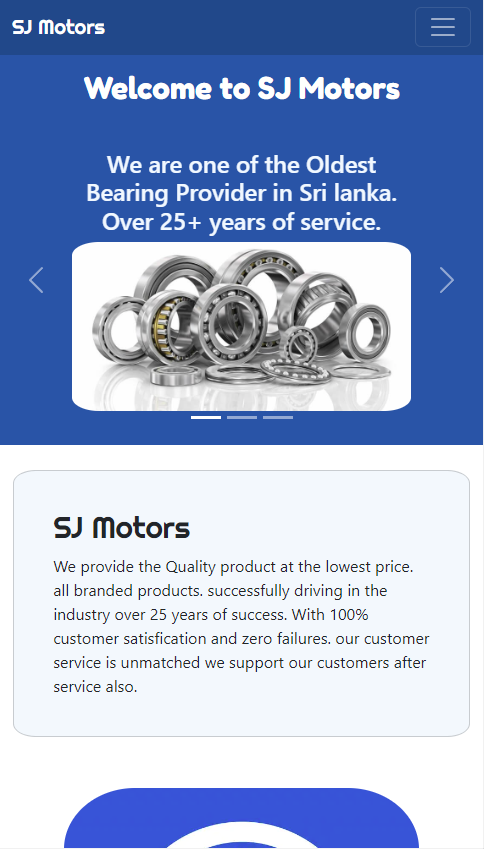 SJ Motors
Welcome to SJ Motors
We are one of the Oldest
Bearing Provider in Sri lanka.
Over 25+ years of service.
SJ Motors
We provide the Quality product at the lowest price.
all branded products. successfully driving in the
industry over 25 years of success. With 100%
customer satisfication and zero failures. our customer
service is unmatched we support our customers after
service also.